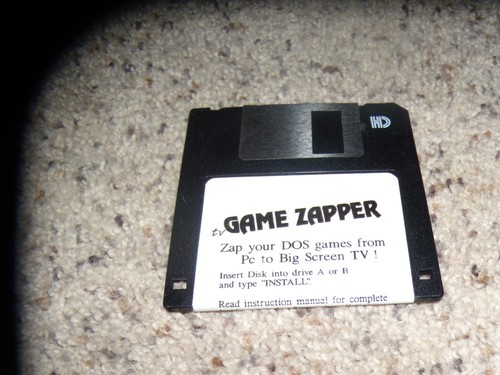 HD
tv GAME ZAPPER
Zap your DOS games from
Pc to Big Screen TV !
Insert Disk into drive A or B
and type "INSTALL".
Read instruction manual for complete